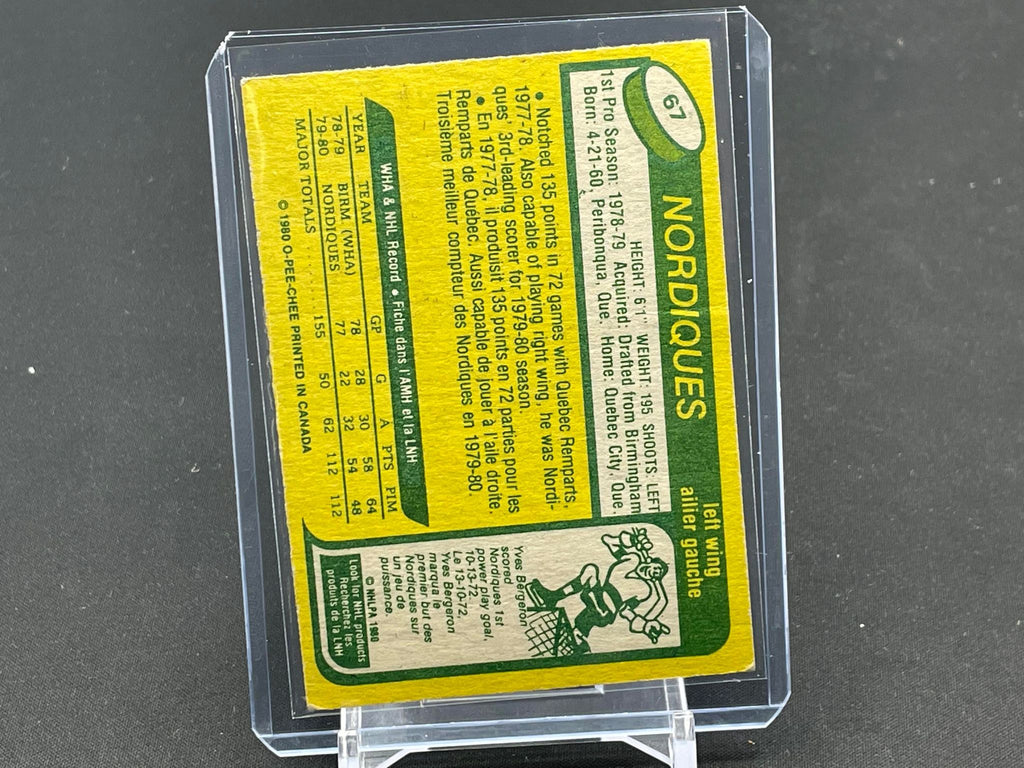 67
NORDIQUES
left wing
ailier gauche
HEIGHT: 6'1" WEIGHT: 195 SHOOTS: LEFT
1st Pro Season: 1978-79 Acquired: Drafted from Birmingham
Born: 4-21-60, Peribonqua, Que. Home: Quebec City, Que.
• Notched 135 points in 72 games with Quebec Remparts,
1977-78. Also capable of playing right wing, he was Nordi-
ques' 3rd-leading scorer for 1979-80 season.
• En 1977-78, il produisit 135 points en 72 parties pour les
Remparts de Québec. Aussi capable de jouer à l'aile droite.
Troisième meilleur compteur des Nordiques en 1979-80.
WHA & NHL Record • Fiche dans l'AMH et la LNH
YEAR TEAM GP G A PTS PIM
78-79 BIRM (WHA) 78 28 30 58 64
79-80 NORDIQUES 77 22 32 54 48
MAJOR TOTALS 155 50 62 112 112
© 1980 O-PEE-CHEE PRINTED IN CANADA
Yves Bergeron
scored
Nordiques 1st
power play goal,
10-13-72.
Le 13-10-72,
Yves Bergeron
marqua le
premier but des
Nordiques sur
un jeu de
puissance.
© NHLPA 1980
Look for NHL products
Recherchez les
produits de la LNH